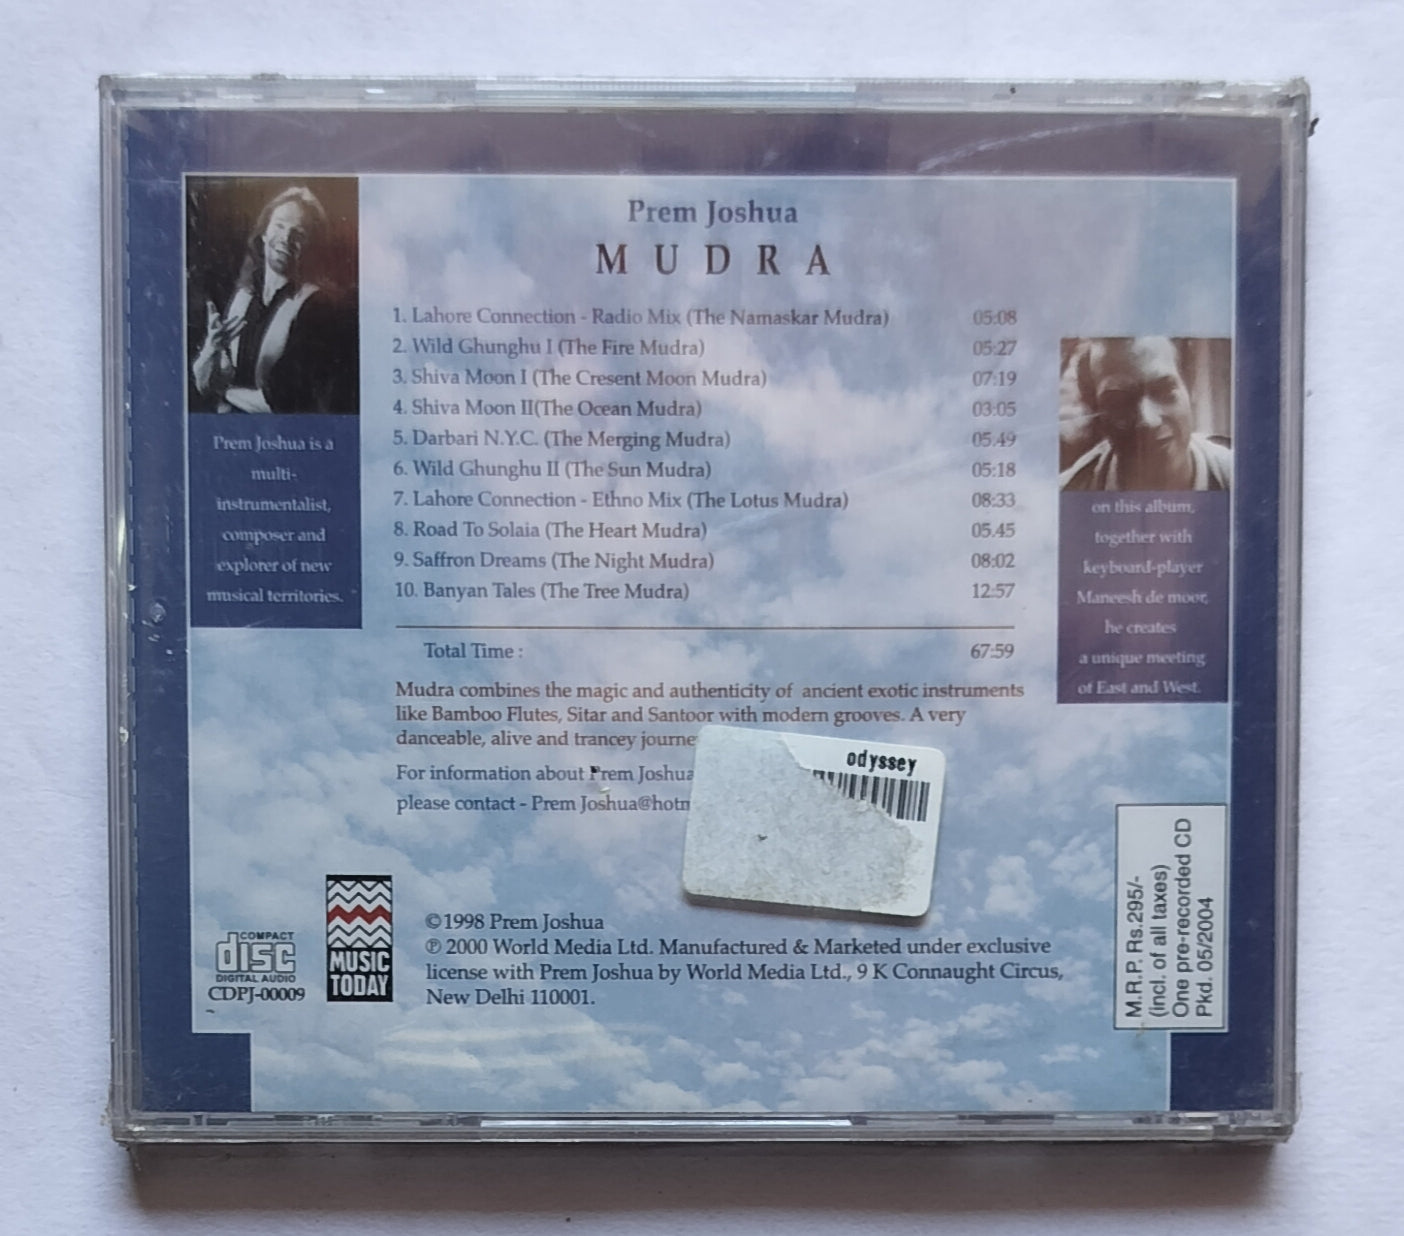 Prem Joshua
MUDRA
1. Lahore Connection - Radio Mix (The Namaskar Mudra) 05:08
2. Wild Ghunghu I (The Fire Mudra) 05:27
3. Shiva Moon I (The Cresent Moon Mudra) 07:19
4. Shiva Moon II(The Ocean Mudra) 03:05
5. Darbari N.Y.C. (The Merging Mudra) 05.49
6. Wild Ghunghu II (The Sun Mudra) 05:18
7. Lahore Connection - Ethno Mix (The Lotus Mudra) 08:33
8. Road To Solaia (The Heart Mudra) 05.45
9. Saffron Dreams (The Night Mudra) 08:02
10. Banyan Tales (The Tree Mudra) 12:57
Total Time : 67:59
Prem Joshua is a
multi-
instrumentalist,
composer and
explorer of new
musical territories.
on this album,
together with
keyboard-player
Maneesh de moor,
he creates
a unique meeting
of East and West.
Mudra combines the magic and authenticity of ancient exotic instruments
like Bamboo Flutes, Sitar and Santoor with modern grooves. A very
danceable, alive and trancey
For information about Prem Joshua
please contact - Prem
odyssey
COMPACT
disc
DIGITAL AUDIO
CDPJ-00009
MUSIC
TODAY
©1998 Prem Joshua
℗ 2000 World Media Ltd. Manufactured & Marketed under exclusive
license with Prem Joshua by World Media Ltd., 9 K Connaught Circus,
New Delhi 110001.
M.R.P. Rs.295/-
(incl. of all taxes)
One pre-recorded CD
Pkd. 05/2004